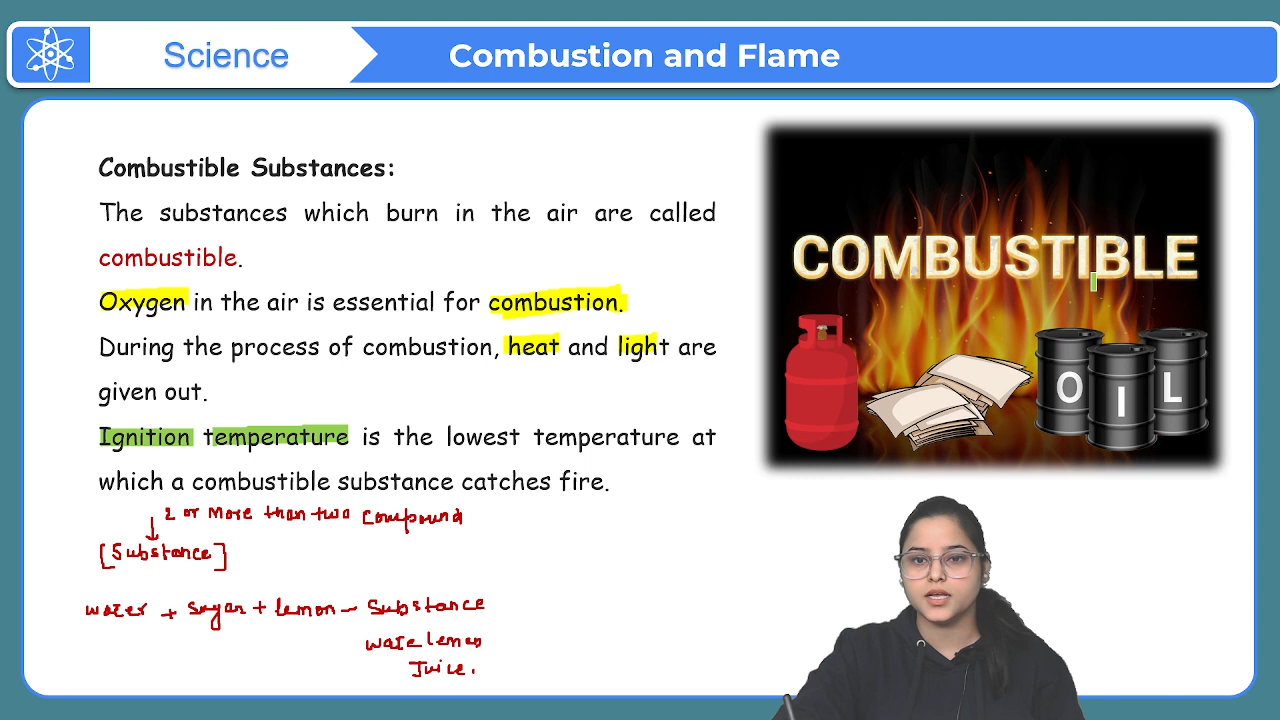 Science
Combustion and Flame
Combustible Substances:
The substances which burn in the air are called
combustible.
Oxygen in the air is essential for combustion.
During the process of combustion, heat and light are
given out.
Ignition temperature is the lowest temperature at
which a combustible substance catches fire.
2 or more than two compound
[Substance]
water + sugar + lemon - Substance
wate lemon
Juice.
COMBUSTIBLE
O I L